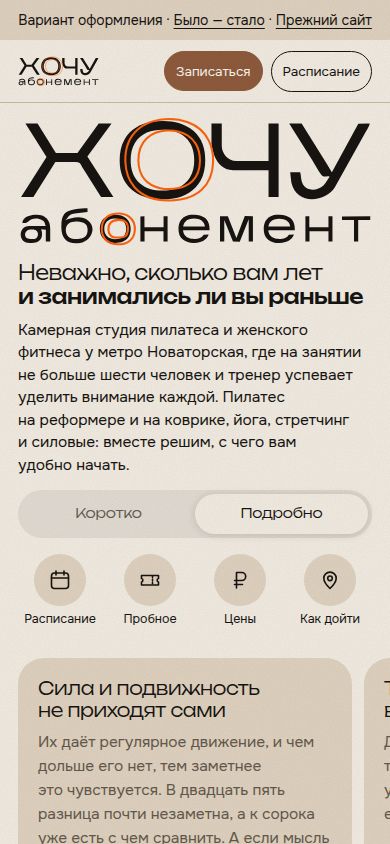 Вариант оформления · Было — стало · Прежний сайт
ХОЧУ
абонемент
Записаться
Расписание
ХОЧУ
абонемент
Неважно, сколько вам лет
и занимались ли вы раньше
Камерная студия пилатеса и женского
фитнеса у метро Новаторская, где на занятии
не больше шести человек и тренер успевает
уделить внимание каждой. Пилатес
на реформере и на коврике, йога, стретчинг
и силовые: вместе решим, с чего вам
удобно начать.
Коротко
Подробно
Расписание
Пробное
Цены
Как дойти
Сила и подвижность
не приходят сами
Их даёт регулярное движение, и чем
дольше его нет, тем заметнее
это чувствуется. В двадцать пять
разница почти незаметна, а к сорока
уже есть с чем сравнить. А если мысль